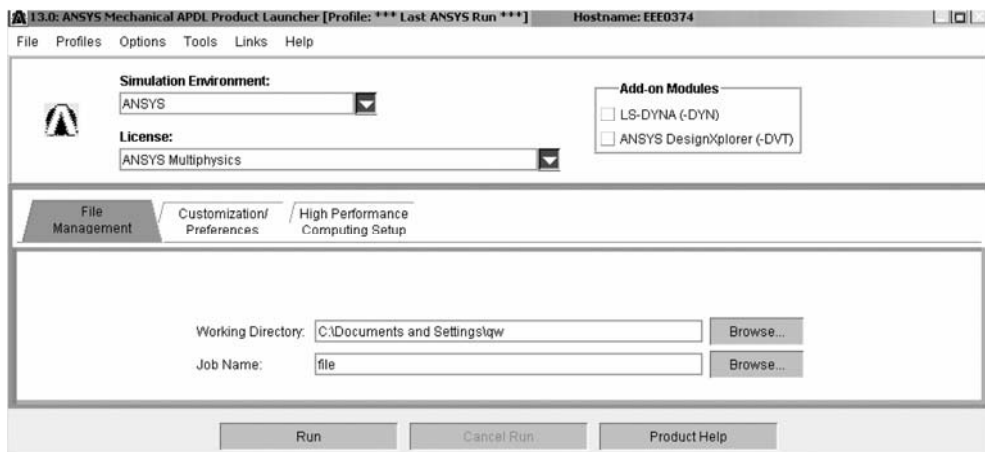 13.0: ANSYS Mechanical APDL Product Launcher [Profile: *** Last ANSYS Run ***] Hostname: EEE0374
File Profiles Options Tools Links Help
Simulation Environment:
ANSYS
License:
ANSYS Multiphysics
Add-on Modules
LS-DYNA (-DYN)
ANSYS DesignXplorer (-DVT)
File
Management
Customization/
Preferences
High Performance
Computing Setup
Working Directory: C:\Documents and Settings\qw Browse...
Job Name: file Browse...
Run Cancel Run Product Help